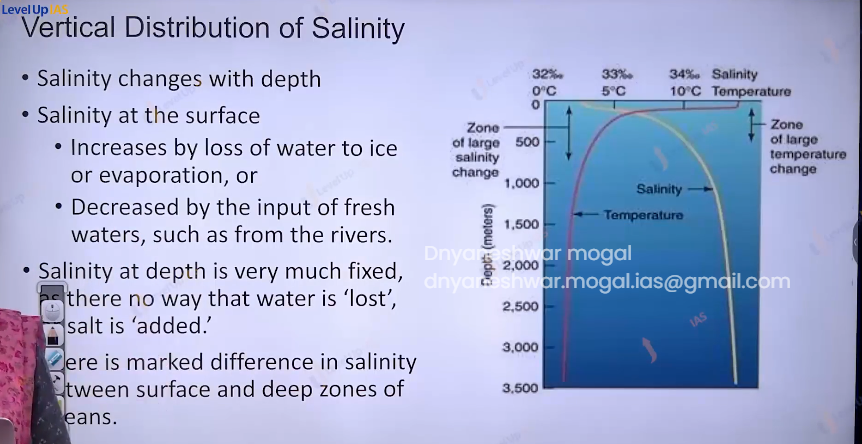 LevelUp IAS
Vertical Distribution of Salinity
• Salinity changes with depth
• Salinity at the surface
• Increases by loss of water to ice
or evaporation, or
• Decreased by the input of fresh
waters, such as from the rivers.
• Salinity at depth is very much fixed,
as there no way that water is ‘lost’,
salt is ‘added.’
ere is marked difference in salinity
tween surface and deep zones of
eans.
32‰ 33‰ 34‰ Salinity
0°C 5°C 10°C Temperature
0
500
1,000
1,500
2,000
2,500
3,000
3,500
Depth (meters)
Zone
of large
salinity
change
Zone
of large
temperature
change
Salinity
Temperature
Dnyaneshwar mogal
dnyaneshwar.mogal.ias@gmail.com
IAS